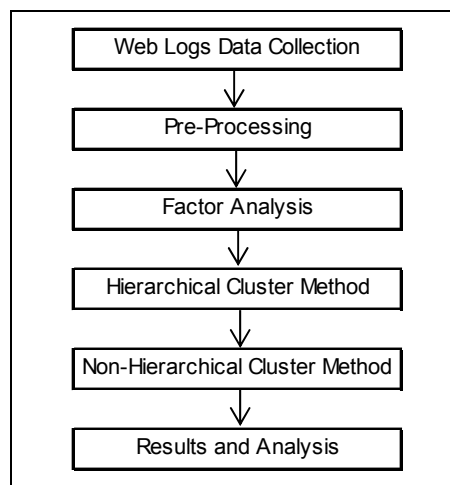 Web Logs Data Collection
Pre-Processing
Factor Analysis
Hierarchical Cluster Method
Non-Hierarchical Cluster Method
Results and Analysis